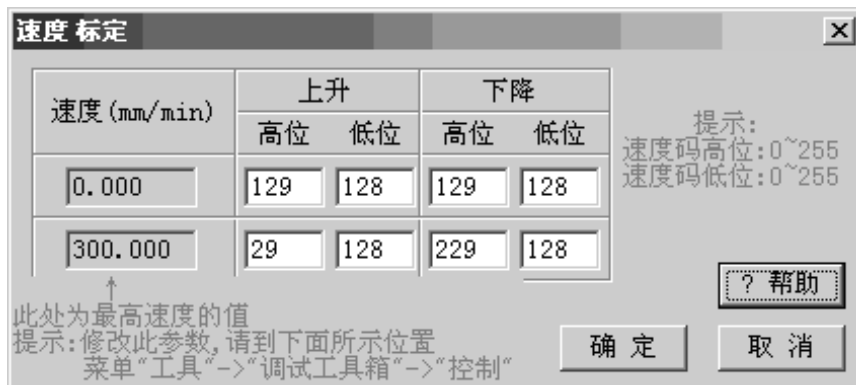 速度 标定
速度(mm/min) 上升 下降
高位 低位 高位 低位
0.000 129 128 129 128
300.000 29 128 229 128
提示:
速度码高位:0~255
速度码低位:0~255
? 帮助
此处为最高速度的值
提示:修改此参数,请到下面所示位置
菜单"工具"->"调试工具箱"->"控制"
确 定 取 消